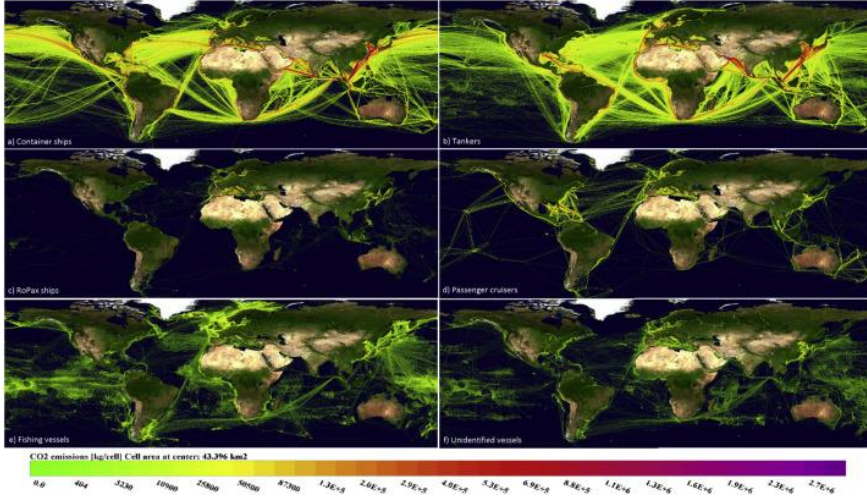 a) Container ships
b) Tankers
c) RoPax ships
d) Passenger cruisers
e) Fishing vessels
f) Unidentified vessels
CO2 emissions [kg/cell] Cell area at center: 43.396 km2
0.0 404 3230 10900 25800 50500 87300 1.3E+5 2.0E+5 2.9E+5 4.0E+5 5.3E+5 6.9E+5 8.8E+5 1.1E+6 1.3E+6 1.6E+6 1.9E+6 2.3E+6 2.7E+6